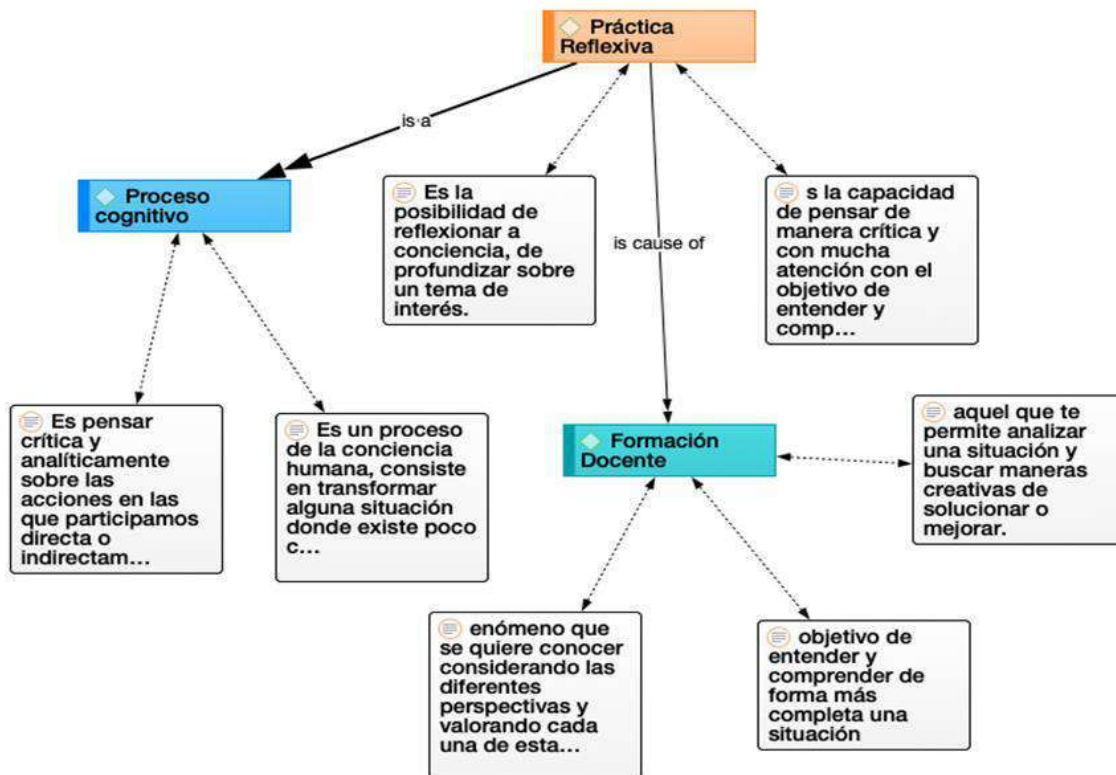 Práctica
Reflexiva
is a
Proceso
cognitivo
Es la
posibilidad de
reflexionar a
conciencia, de
profundizar sobre
un tema de
interés.
is cause of
s la capacidad
de pensar de
manera crítica y
con mucha
atención con el
objetivo de
entender y
comp...
Es pensar
crítica y
analíticamente
sobre las
acciones en las
que participamos
directa o
indirectam...
Es un proceso
de la conciencia
humana, consiste
en transformar
alguna situación
donde existe poco
c...
Formación
Docente
aquel que te
permite analizar
una situación y
buscar maneras
creativas de
solucionar o
mejorar.
enómeno que
se quiere conocer
considerando las
diferentes
perspectivas y
valorando cada
una de esta...
objetivo de
entender y
comprender de
forma más
completa una
situación